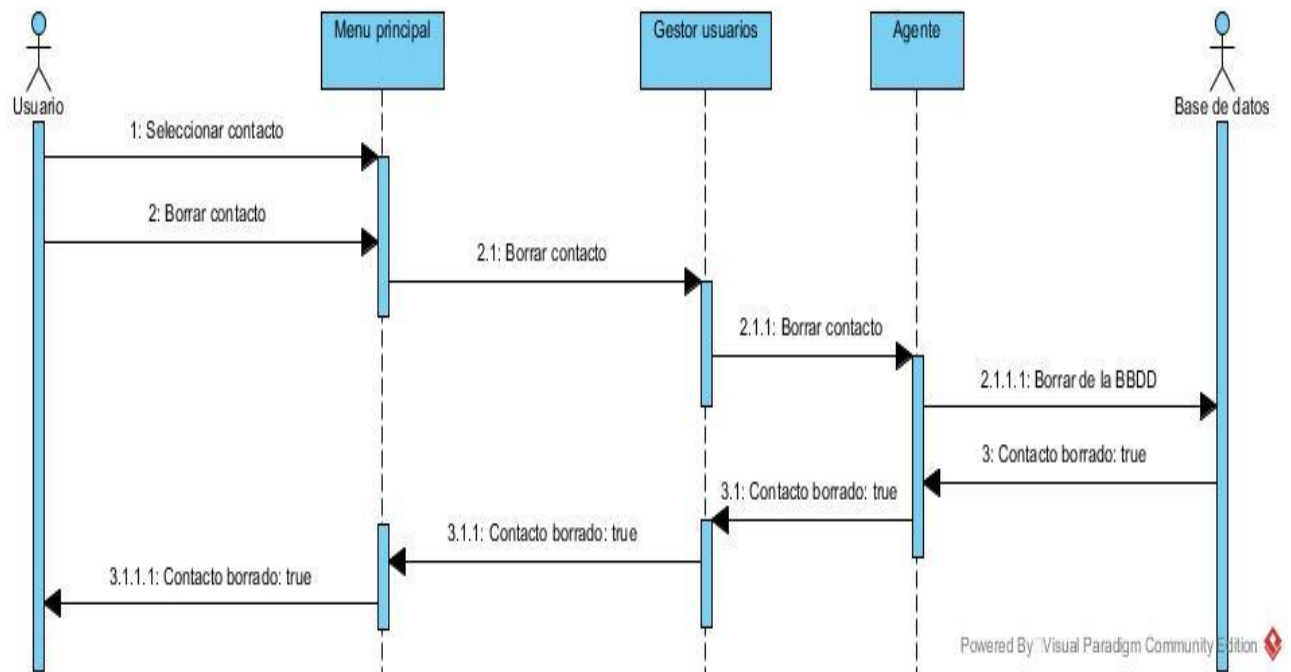 Menu principal
Gestor usuarios
Agente
Usuario
Base de datos
1: Seleccionar contacto
2: Borrar contacto
2.1: Borrar contacto
2.1.1: Borrar contacto
2.1.1.1: Borrar de la BBDD
3: Contacto borrado: true
3.1: Contacto borrado: true
3.1.1: Contacto borrado: true
3.1.1.1: Contacto borrado: true
Powered By Visual Paradigm Community Edition